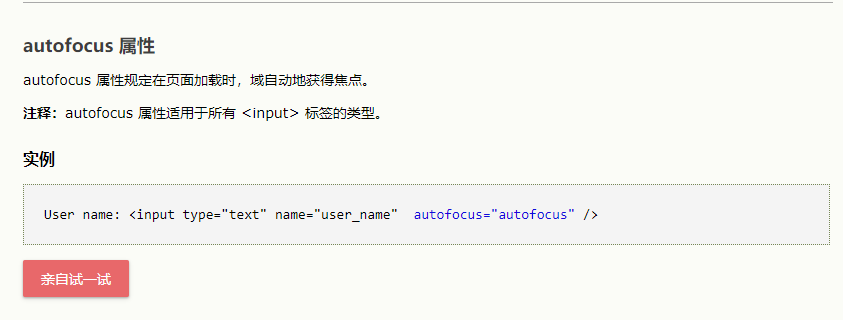 autofocus 属性
autofocus 属性规定在页面加载时，域自动地获得焦点。
注释：autofocus 属性适用于所有 <input> 标签的类型。
实例
User name: <input type="text" name="user_name"  autofocus="autofocus" />
亲自试一试